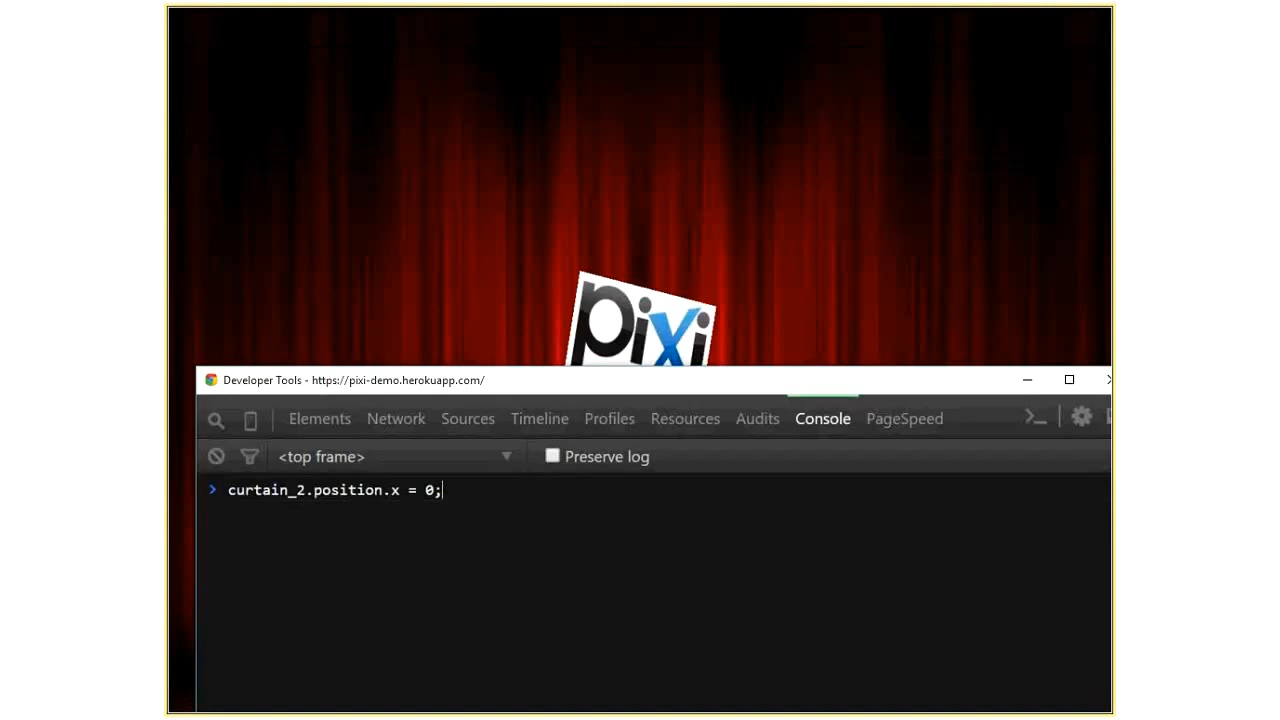 pixi
Developer Tools - https://pixi-demo.herokuapp.com/
Elements Network Sources Timeline Profiles Resources Audits Console PageSpeed
<top frame> Preserve log
> curtain_2.position.x = 0;